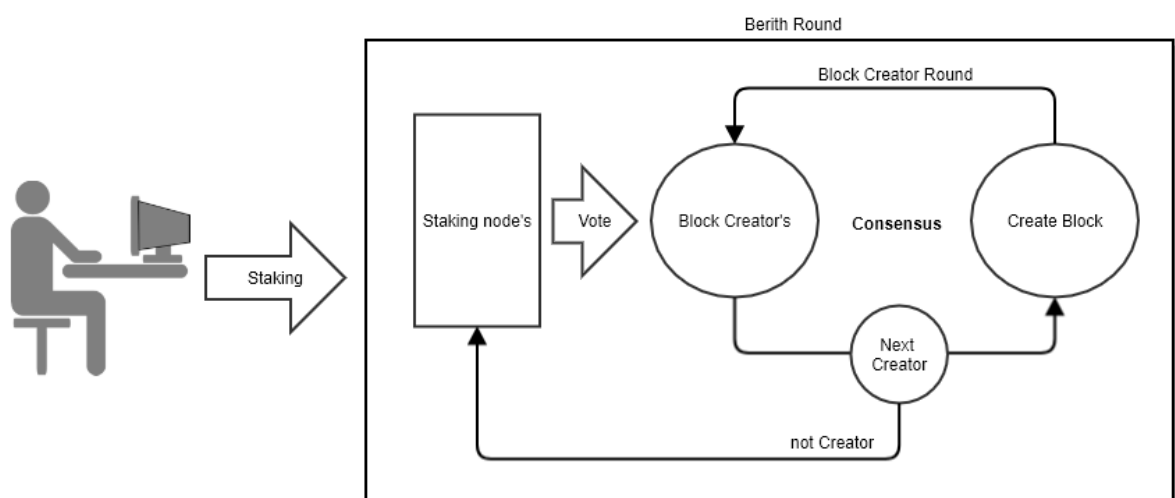 Berith Round
Block Creator Round
Staking node's
Vote
Block Creator's
Consensus
Create Block
Staking
Next
Creator
not Creator